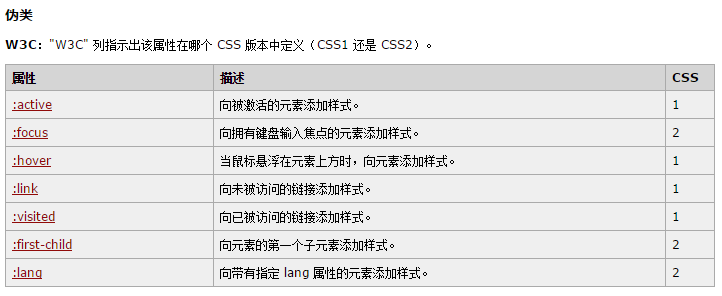 伪类
W3C："W3C" 列指示出该属性在哪个 CSS 版本中定义（CSS1 还是 CSS2）。
属性 描述 CSS
:active 向被激活的元素添加样式。 1
:focus 向拥有键盘输入焦点的元素添加样式。 2
:hover 当鼠标悬浮在元素上方时，向元素添加样式。 1
:link 向未被访问的链接添加样式。 1
:visited 向已被访问的链接添加样式。 1
:first-child 向元素的第一个子元素添加样式。 2
:lang 向带有指定 lang 属性的元素添加样式。 2